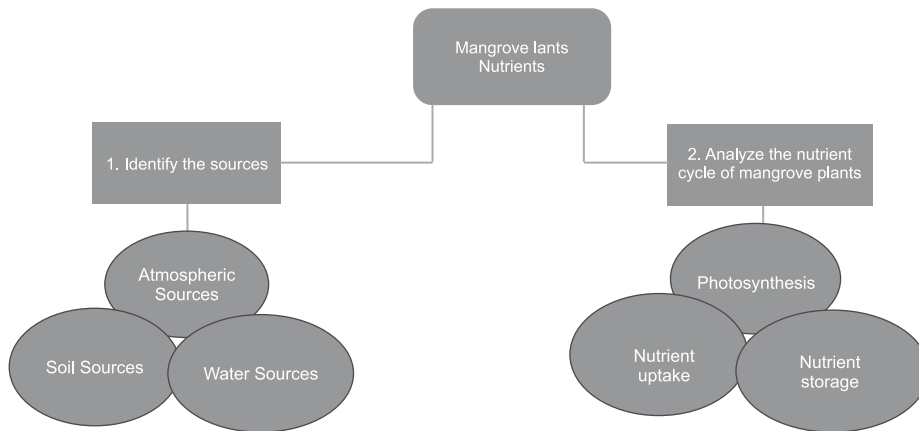 Mangrove lants
Nutrients
1. Identify the sources
2. Analyze the nutrient
cycle of mangrove plants
Atmospheric
Sources
Soil Sources
Water Sources
Photosynthesis
Nutrient
uptake
Nutrient
storage